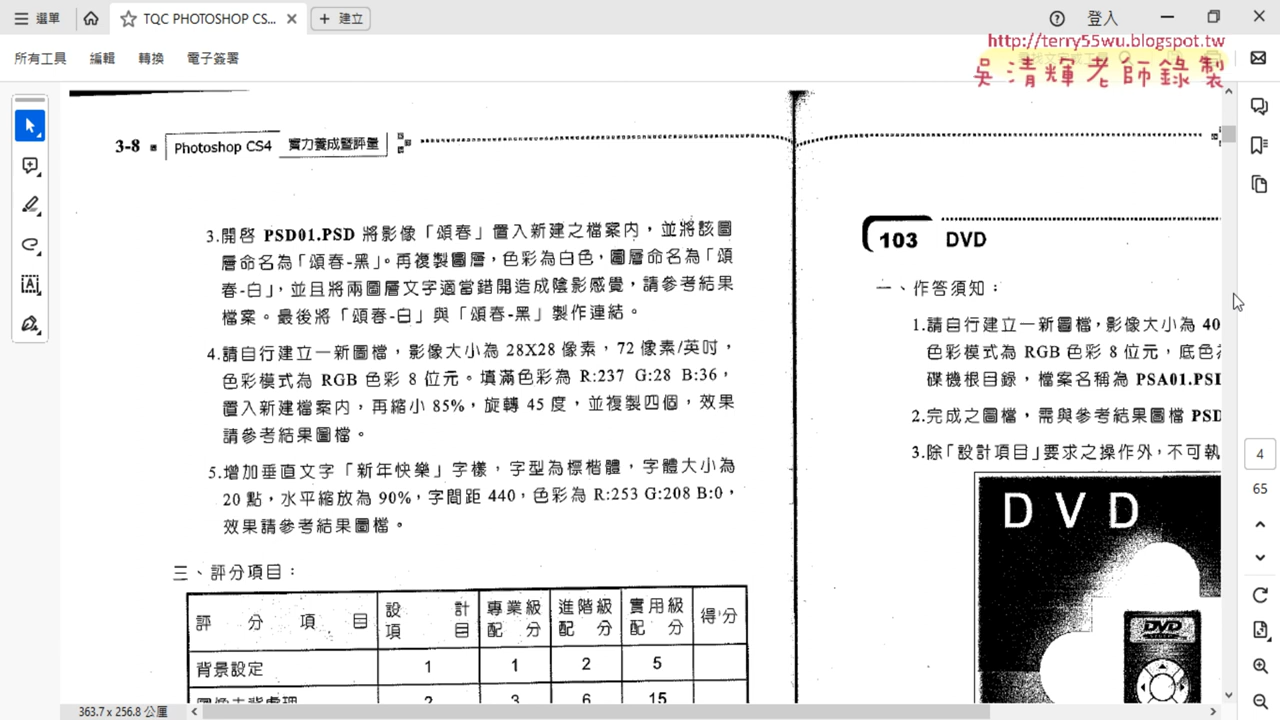 選單
TQC PHOTOSHOP CS...
建立
登入
所有工具
編輯
轉換
電子簽署
http://terry55wu.blogspot.tw
吳清輝老師錄製
3-8
Photoshop CS4
實力養成暨評量
3.開啓 PSD01.PSD 將影像「頌春」置入新建之檔案內，並將該圖
層命名為「頌春-黑」。再複製圖層，色彩為白色，圖層命名為「頌
春-白」，並且將兩圖層文字適當錯開造成陰影感覺，請參考結果
檔案。最後將「頌春-白」與「頌春-黑」製作連結。
4.請自行建立一新圖檔，影像大小為 28X28 像素，72 像素/英吋，
色彩模式為 RGB 色彩 8 位元。填滿色彩為 R:237 G:28 B:36，
置入新建檔案內，再縮小 85%，旋轉 45 度，並複製四個，效果
請參考結果圖檔。
5.增加垂直文字「新年快樂」字樣，字型為標楷體，字體大小為
20 點，水平縮放為 90%，字間距 440，色彩為 R:253 G:208 B:0，
效果請參考結果圖檔。
三、評分項目：
評分項目 設計項目 專業級配分 進階級配分 實用級配分 得分
背景設定 1 1 2 5
2 3 6 15
103 DVD
一、作答須知：
1.請自行建立一新圖檔，影像大小為 40
色彩模式為 RGB 色彩 8 位元，底色
碟機根目錄，檔案名稱為 PSA01.PSD
2.完成之圖檔，需與參考結果圖檔 PSD
3.除「設計項目」要求之操作外，不可執
DVD
DVD
4
65
363.7 x 256.8 公厘